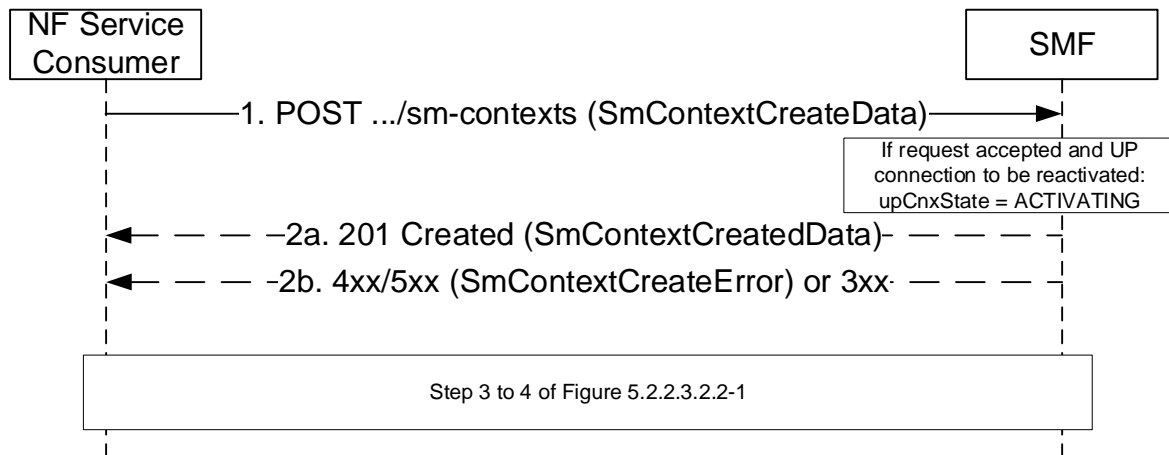 NF Service
Consumer
SMF
1. POST .../sm-contexts (SmContextCreateData)
If request accepted and UP
connection to be reactivated:
upCnxState = ACTIVATING
2a. 201 Created (SmContextCreatedData)
2b. 4xx/5xx (SmContextCreateError) or 3xx
Step 3 to 4 of Figure 5.2.2.3.2.2-1